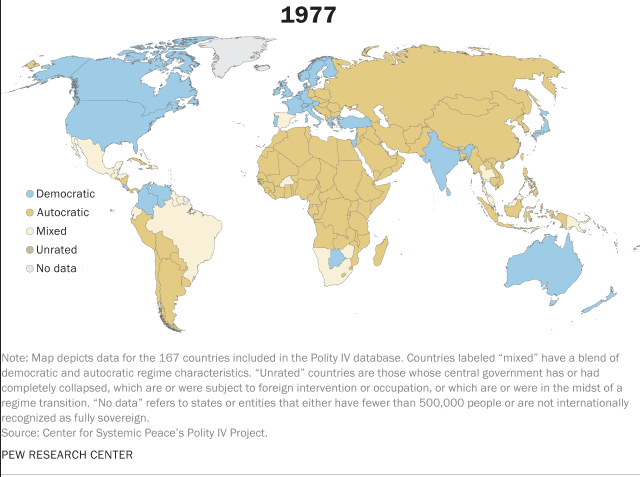 1977
Democratic
Autocratic
Mixed
Unrated
No data
Note: Map depicts data for the 167 countries included in the Polity IV database. Countries labeled “mixed” have a blend of
democratic and autocratic regime characteristics. “Unrated” countries are those whose central government has or had
completely collapsed, which are or were subject to foreign intervention or occupation, or which are or were in the midst of a
regime transition. “No data” refers to states or entities that either have fewer than 500,000 people or are not internationally
recognized as fully sovereign.
Source: Center for Systemic Peace’s Polity IV Project.
PEW RESEARCH CENTER